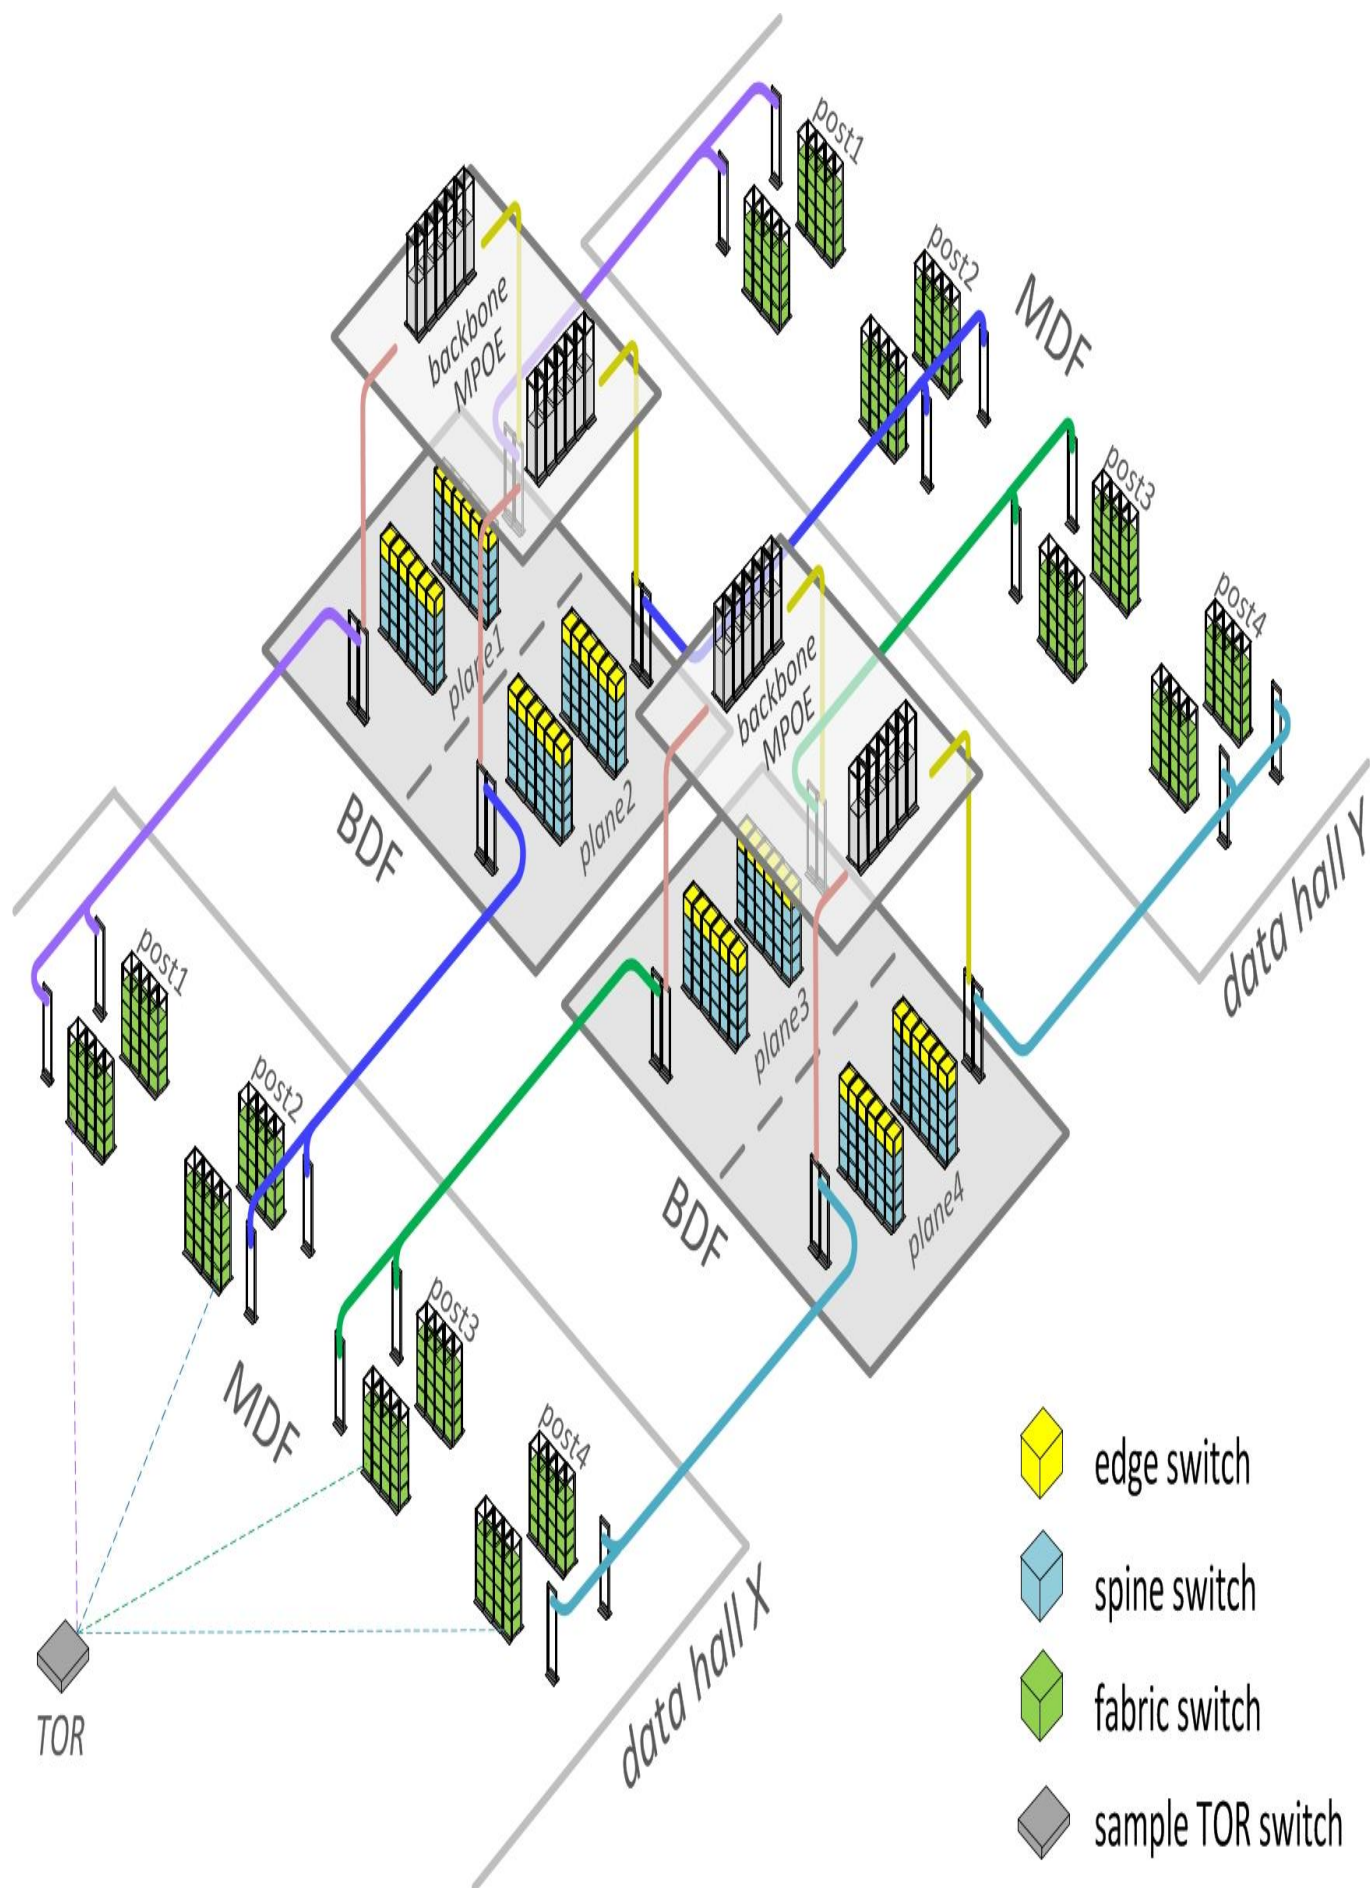 post1
post2
MDF
backbone
MPOE
post3
post4
plane1
backbone
MPOE
plane2
BDF
data hall Y
post1
plane3
post2
BDF
plane4
post3
MDF
post4
edge switch
spine switch
data hall X
fabric switch
TOR
sample TOR switch